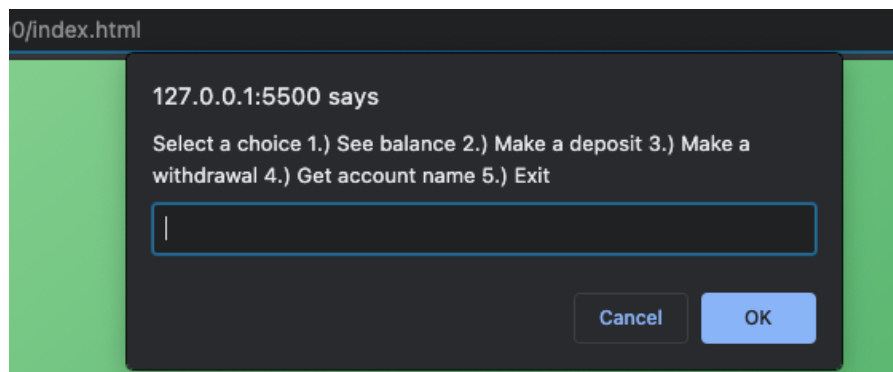 0/index.html
127.0.0.1:5500 says
Select a choice 1.) See balance 2.) Make a deposit 3.) Make a
withdrawal 4.) Get account name 5.) Exit
Cancel
OK